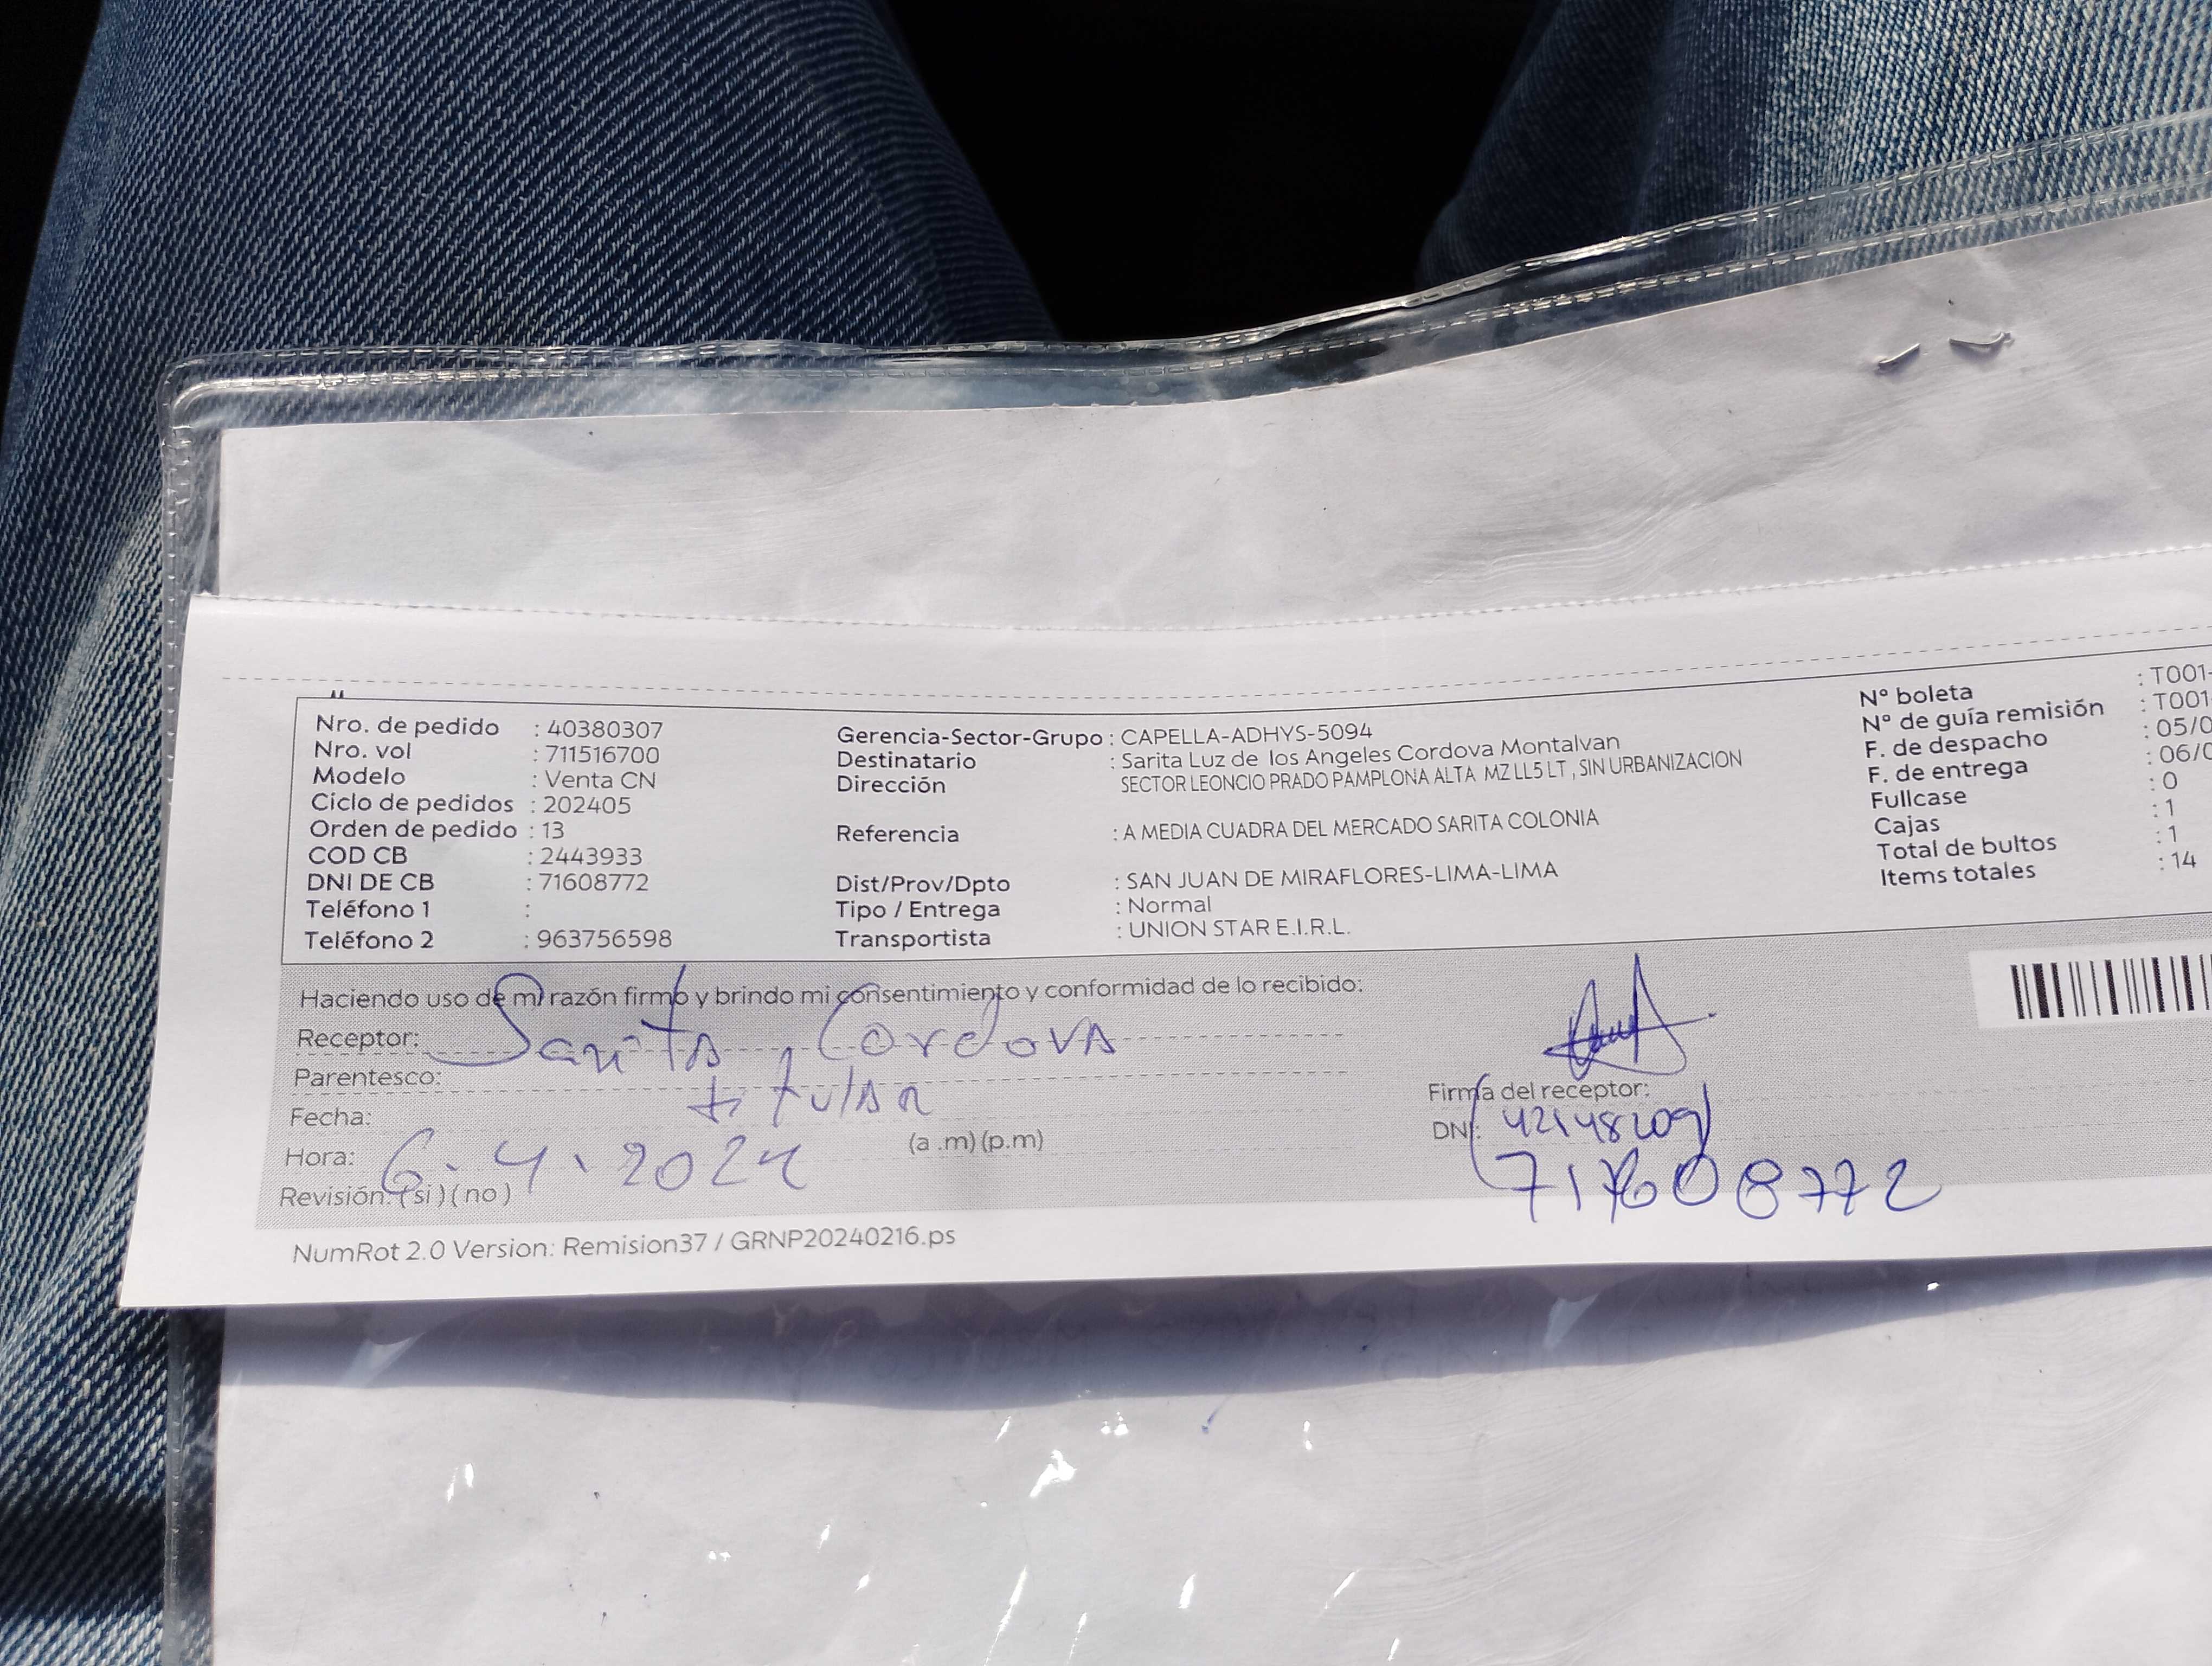 Nro. de pedido : 40380307
Nro. vol : 711516700
Modelo : Venta CN
Ciclo de pedidos : 202405
Orden de pedido : 13
COD CB : 2443933
DNI DE CB : 71608772
Teléfono 1 :
Teléfono 2 : 963756598
Gerencia-Sector-Grupo : CAPELLA-ADHYS-5094
Destinatario : Sarita Luz de los Angeles Cordova Montalvan
Dirección SECTOR LEONCIO PRADO PAMPLONA ALTA MZ LL5 LT , SIN URBANIZACION
Referencia : A MEDIA CUADRA DEL MERCADO SARITA COLONIA
Dist/Prov/Dpto : SAN JUAN DE MIRAFLORES-LIMA-LIMA
Tipo / Entrega : Normal
Transportista : UNION STAR E.I.R.L.
N° boleta : T001-
N° de guía remisión : T001-
F. de despacho : 05/0
F. de entrega : 06/0
Fullcase : 0
Cajas : 1
Total de bultos : 1
Items totales : 14
Haciendo uso de mi razón firmo y brindo mi consentimiento y conformidad de lo recibido:
Receptor: Sarita Cordova
Parentesco: titular
Fecha:
Hora: 6.4.2024 (a .m) (p.m)
Revisión: (si) (no)
Firma del receptor:
DNI: (42148209)
71608772
NumRot 2.0 Version: Remision37 / GRNP20240216.ps